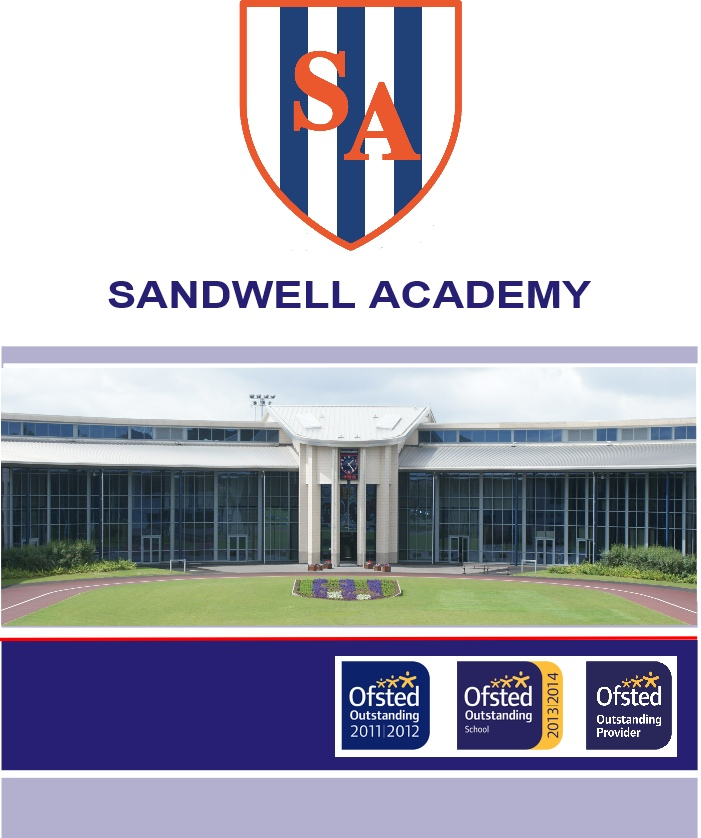 SA
SANDWELL ACADEMY
Ofsted
Outstanding
2011|2012
Ofsted
Outstanding
School
2013|2014
Ofsted
Outstanding
Provider